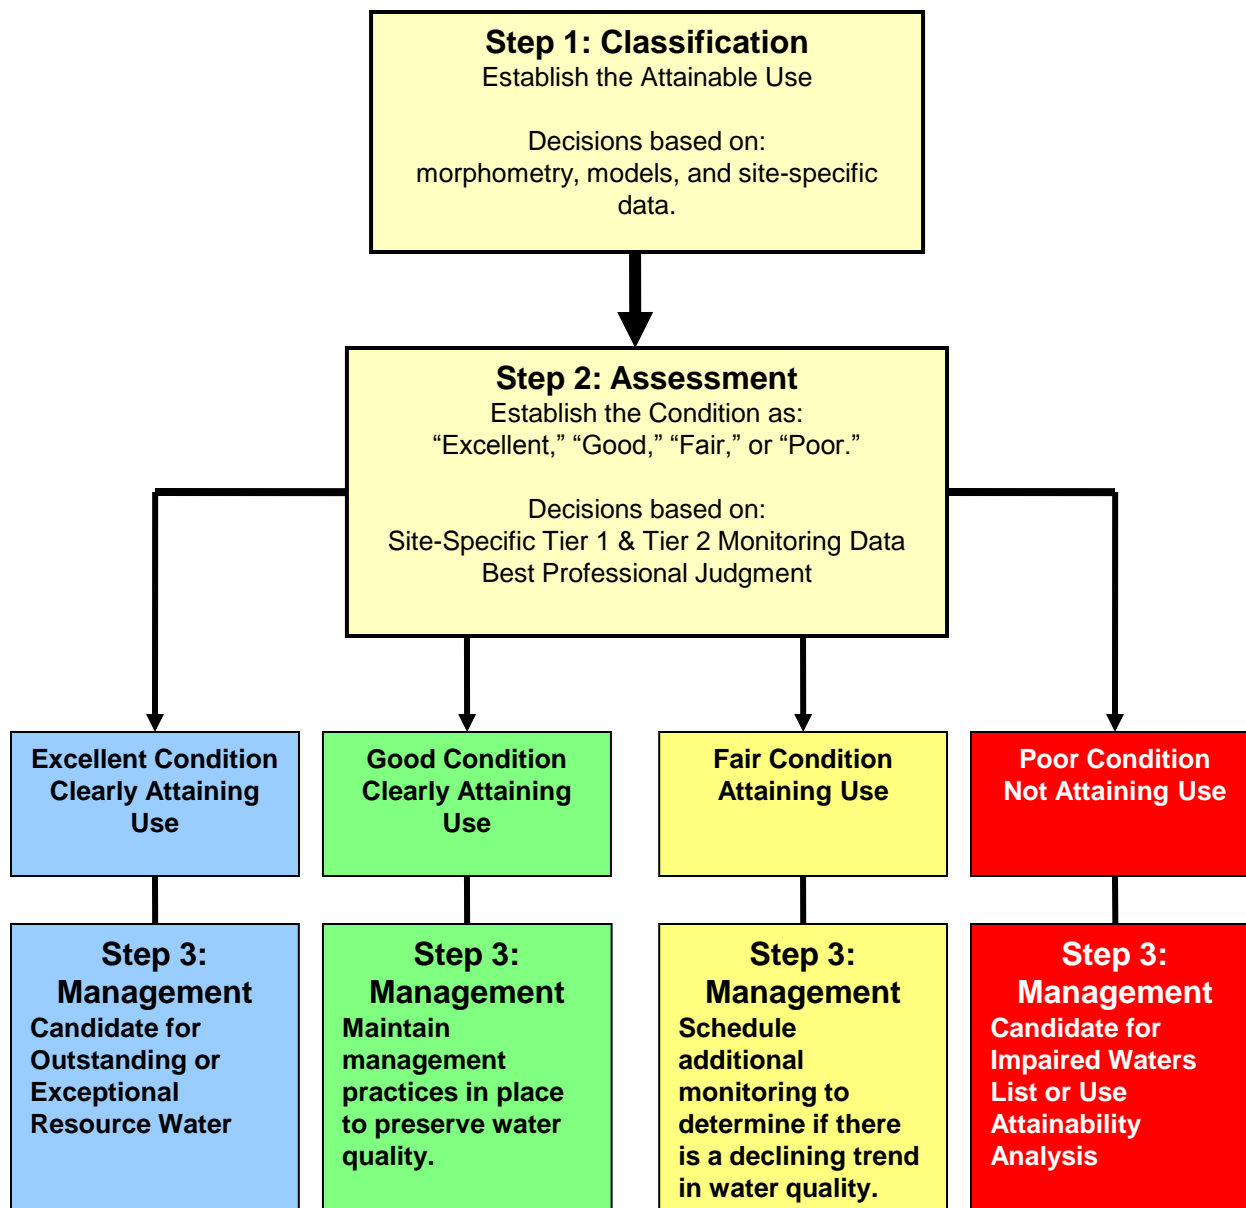 Step 1: Classification
Establish the Attainable Use
Decisions based on:
morphometry, models, and site-specific
data.
Step 2: Assessment
Establish the Condition as:
“Excellent,” “Good,” “Fair,” or “Poor.”
Decisions based on:
Site-Specific Tier 1 & Tier 2 Monitoring Data
Best Professional Judgment
Excellent Condition
Clearly Attaining
Use
Good Condition
Clearly Attaining
Use
Fair Condition
Attaining Use
Poor Condition
Not Attaining Use
Step 3:
Management
Candidate for
Outstanding or
Exceptional
Resource Water
Step 3:
Management
Maintain
management
practices in place
to preserve water
quality.
Step 3:
Management
Schedule
additional
monitoring to
determine if there
is a declining trend
in water quality.
Step 3:
Management
Candidate for
Impaired Waters
List or Use
Attainability
Analysis